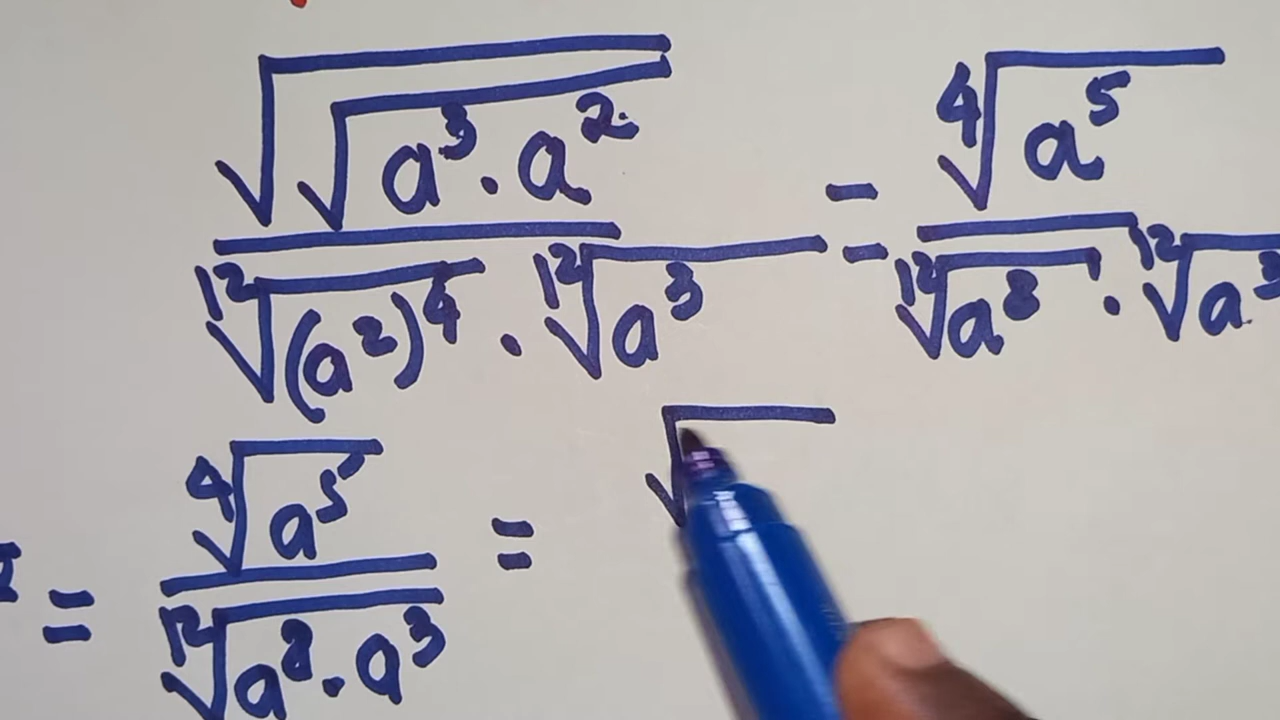 √√a³·a² / ¹²√(a²)⁴ · ¹²√a³ = ⁴√a⁵ / ¹²√a⁸ · ¹²√a³
= ⁴√a⁵ / ¹²√a⁸·a³ = √